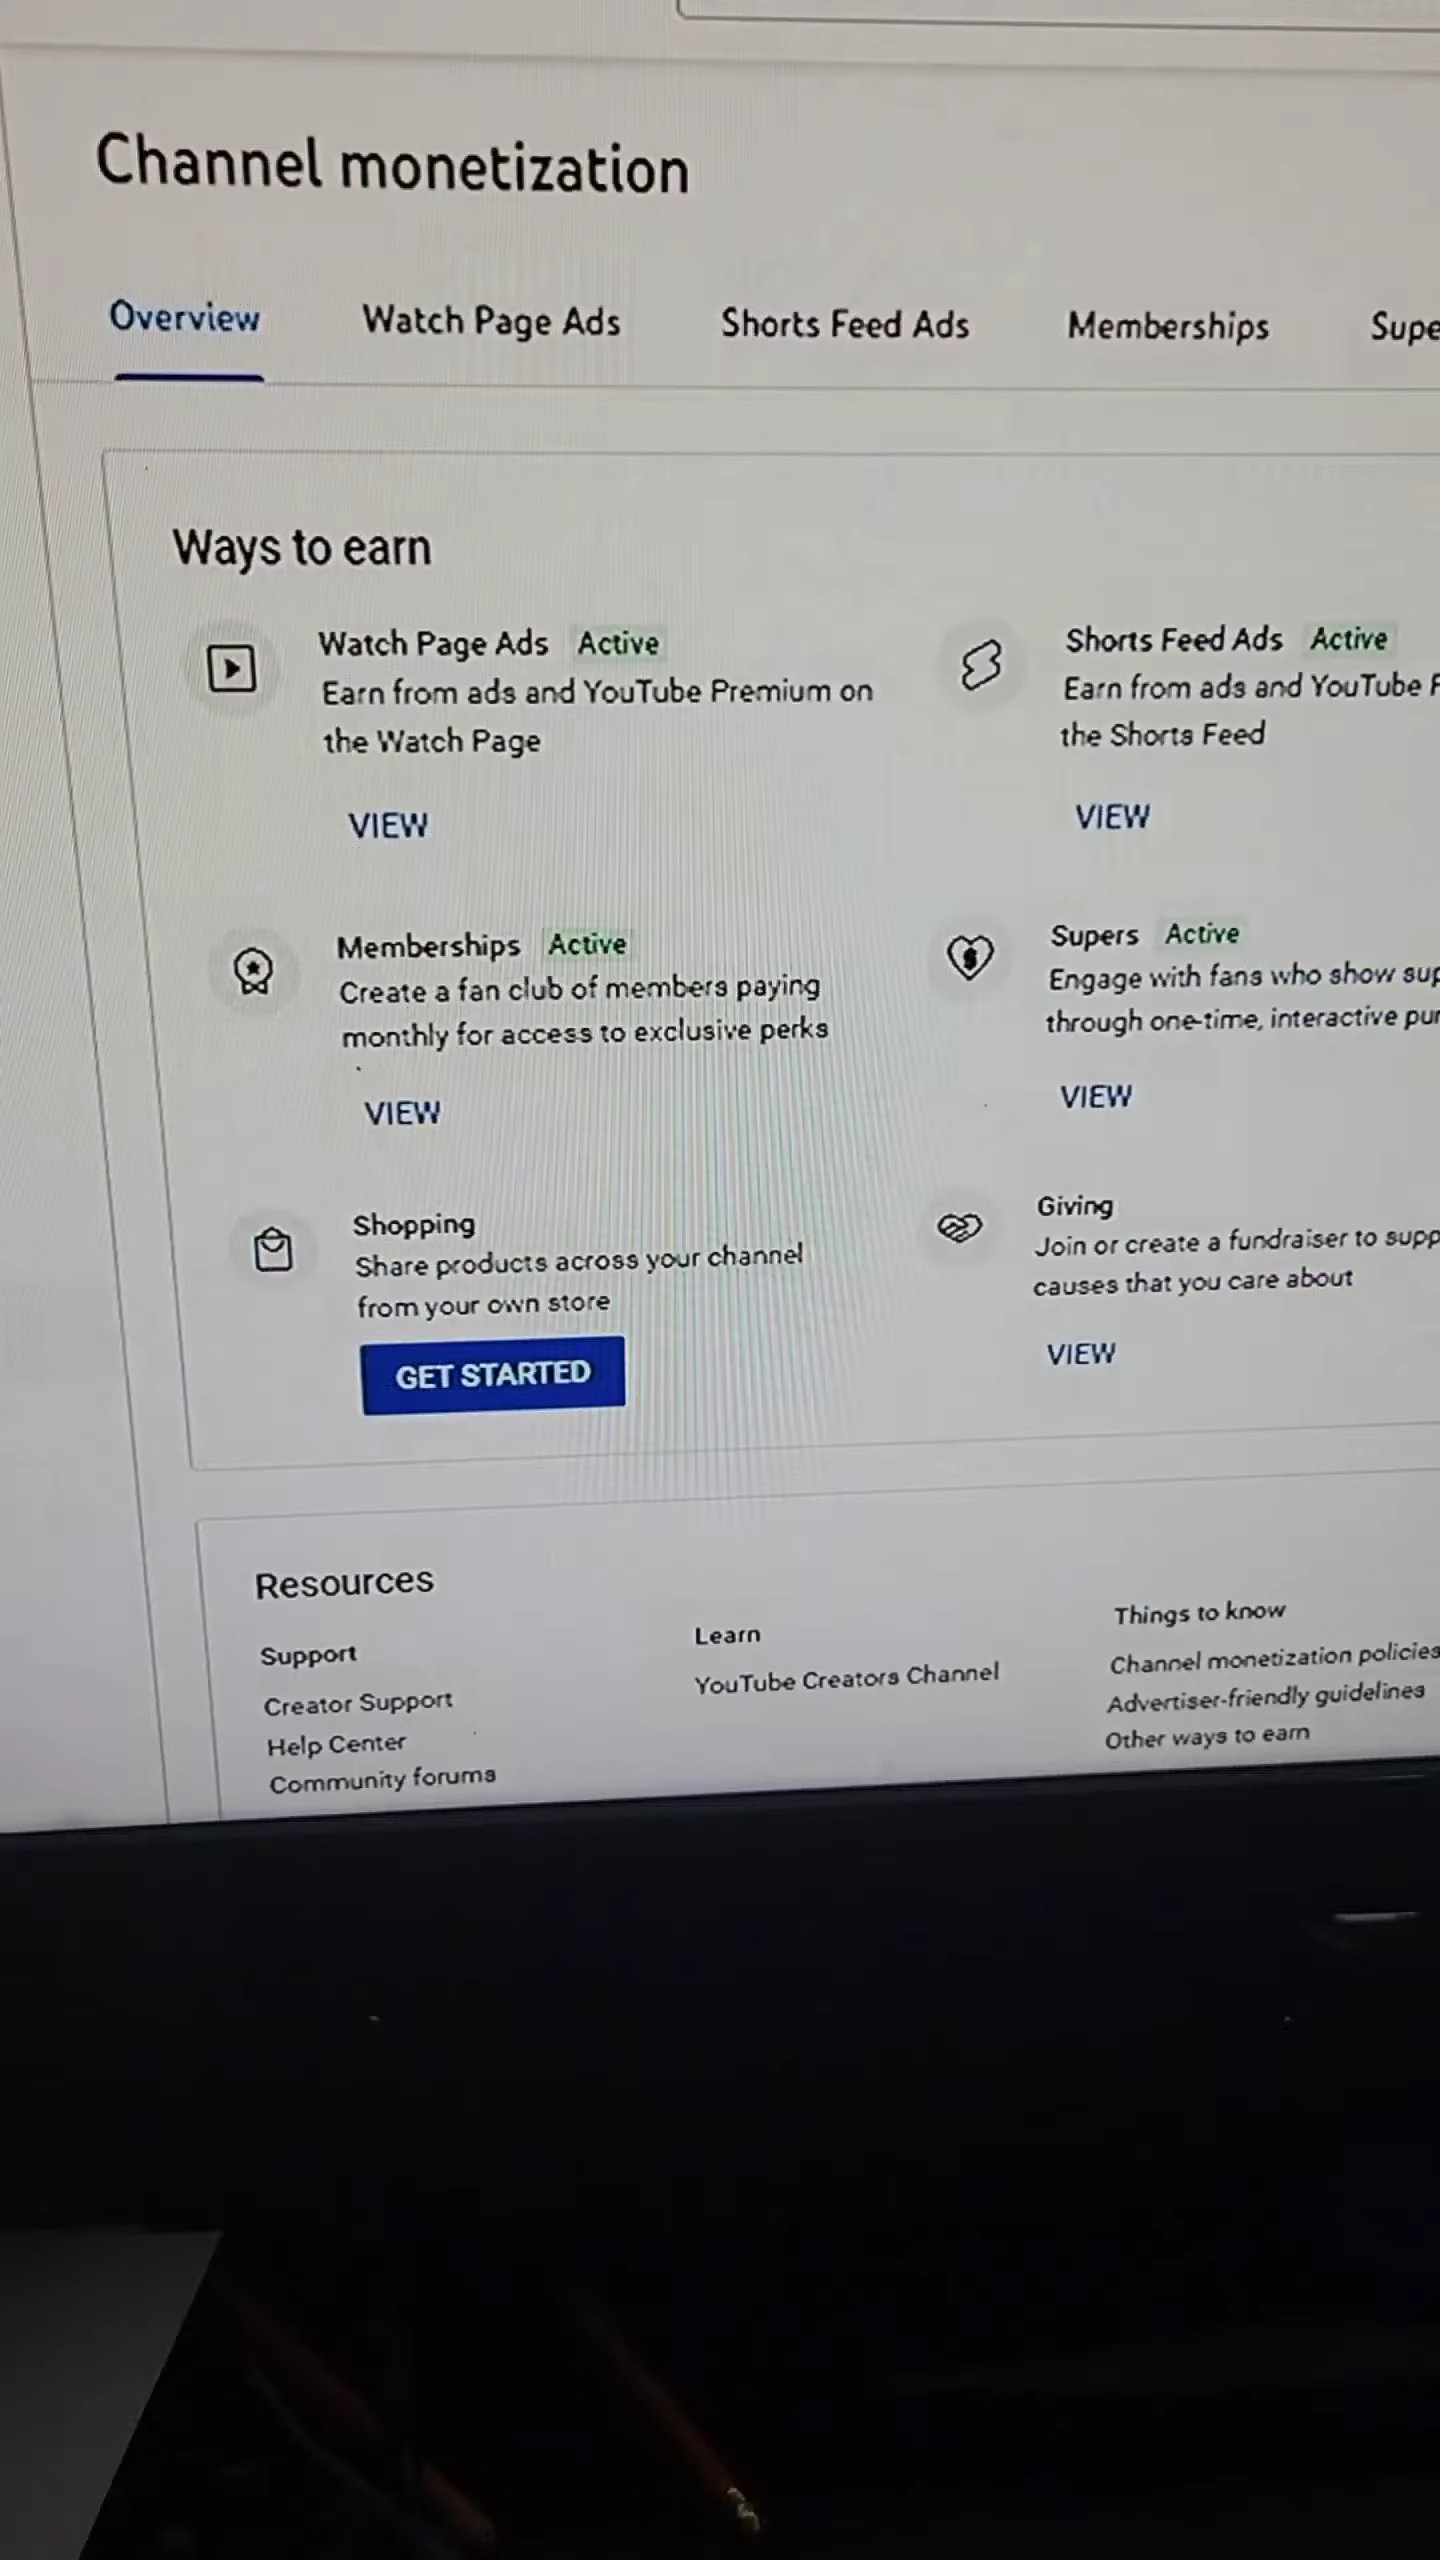 Channel monetization
Overview
Watch Page Ads
Shorts Feed Ads
Memberships
Ways to earn
Watch Page Ads Active
Earn from ads and YouTube Premium on
the Watch Page
VIEW
Shorts Feed Ads Active
Earn from ads and YouTube
the Shorts Feed
VIEW
Memberships Active
Create a fan club of members paying
monthly for access to exclusive perks
VIEW
Supers Active
Engage with fans who show
through one-time, interactive
VIEW
Shopping
Share products across your channel
from your own store
GET STARTED
Giving
Join or create a fundraiser to
causes that you care about
VIEW
Resources
Support
Creator Support
Help Center
Community forums
Learn
YouTube Creators Channel
Things to know
Channel monetization policies
Advertiser-friendly guidelines
Other ways to earn